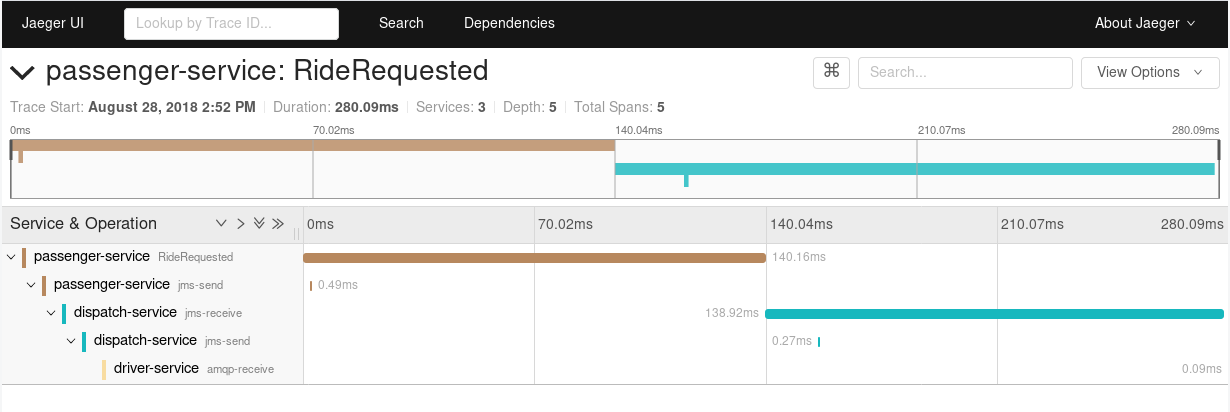 Jaeger UI Lookup by Trace ID... Search Dependencies About Jaeger
passenger-service: RideRequested ⌘ Search... View Options
Trace Start: August 28, 2018 2:52 PM Duration: 280.09ms Services: 3 Depth: 5 Total Spans: 5
0ms 70.02ms 140.04ms 210.07ms 280.09ms
Service & Operation 0ms 70.02ms 140.04ms 210.07ms 280.09ms
passenger-service RideRequested 140.16ms
passenger-service jms-send 0.49ms
dispatch-service jms-receive 138.92ms
dispatch-service jms-send 0.27ms
driver-service amqp-receive 0.09ms